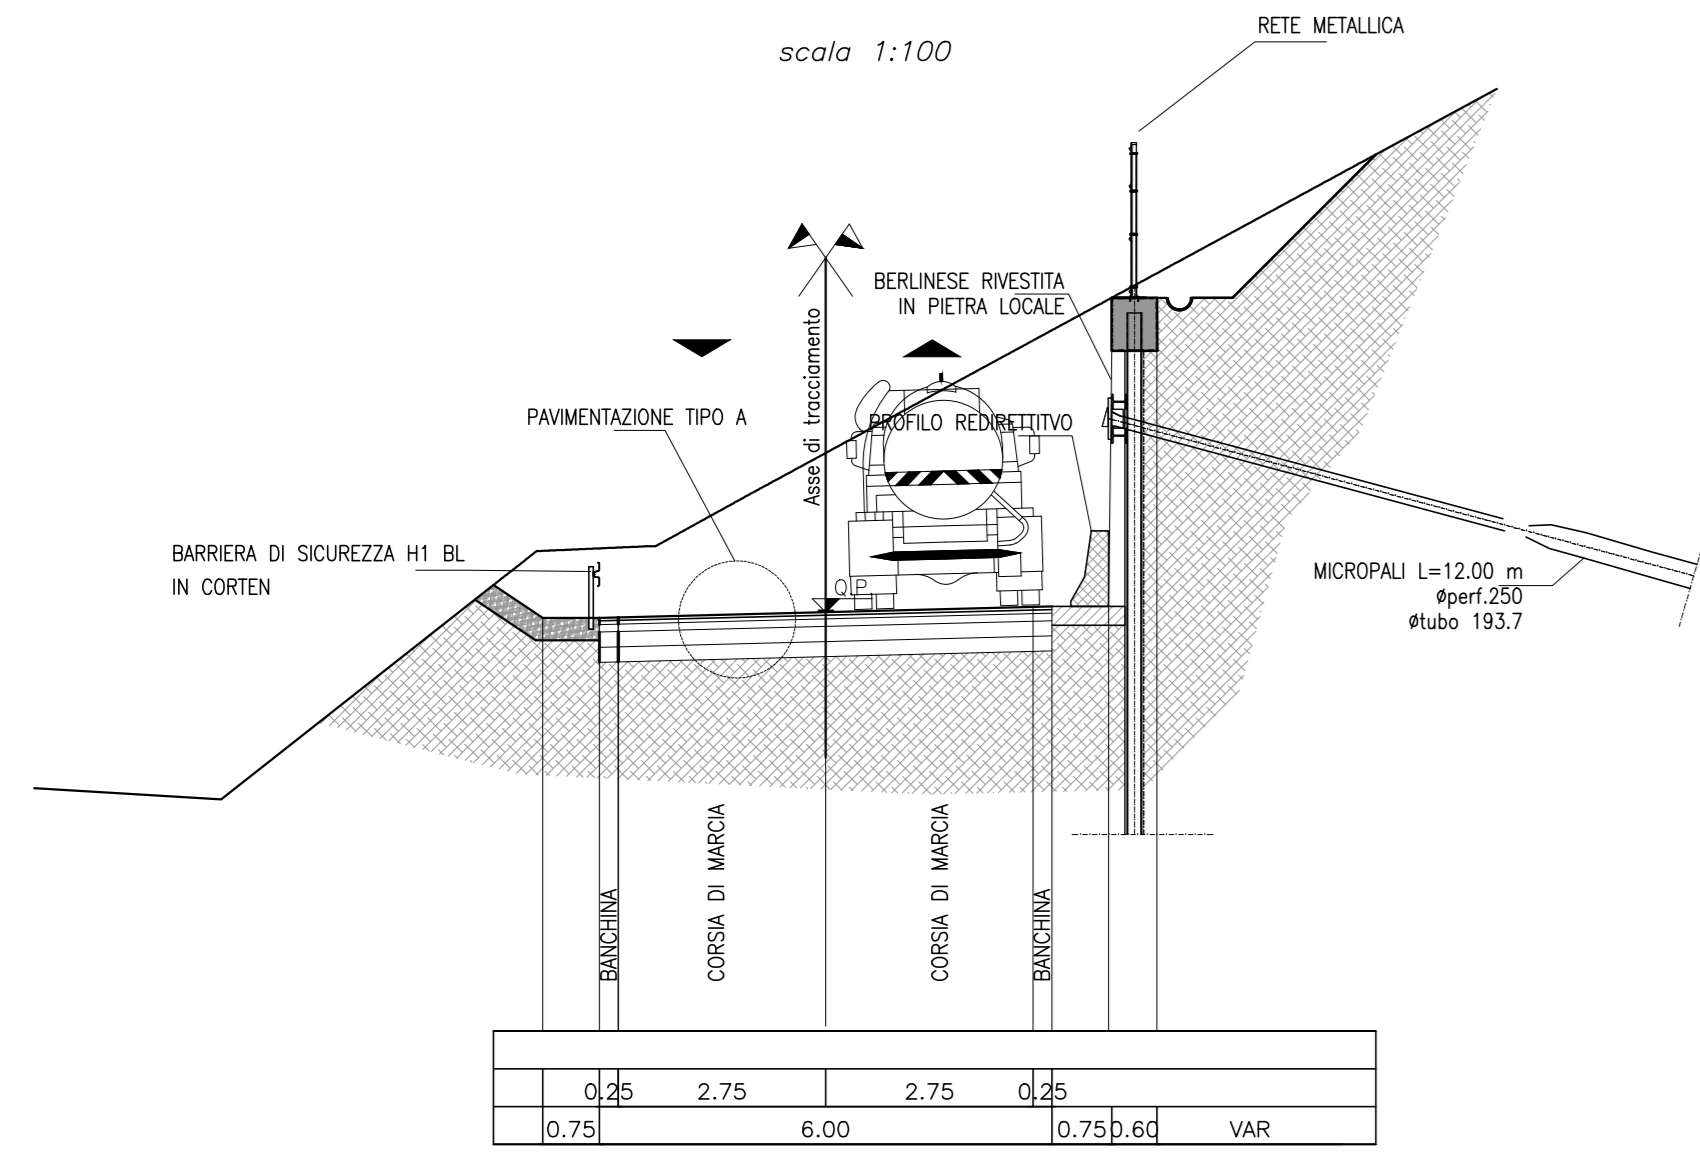 RETE METALLICA
scala 1:100
BERLINESE RIVESTITA
IN PIETRA LOCALE
Asse di tracciamento
PAVIMENTAZIONE TIPO A
PROFILO REDIRETTITVO
BARRIERA DI SICUREZZA H1 BL
IN CORTEN
Q.P.
MICROPALI L=12.00 m
Øperf.250
Øtubo 193.7
BANCHINA
CORSIA DI MARCIA
CORSIA DI MARCIA
BANCHINA
0.25 2.75 2.75 0.25
0.75 6.00 0.75 0.60 VAR